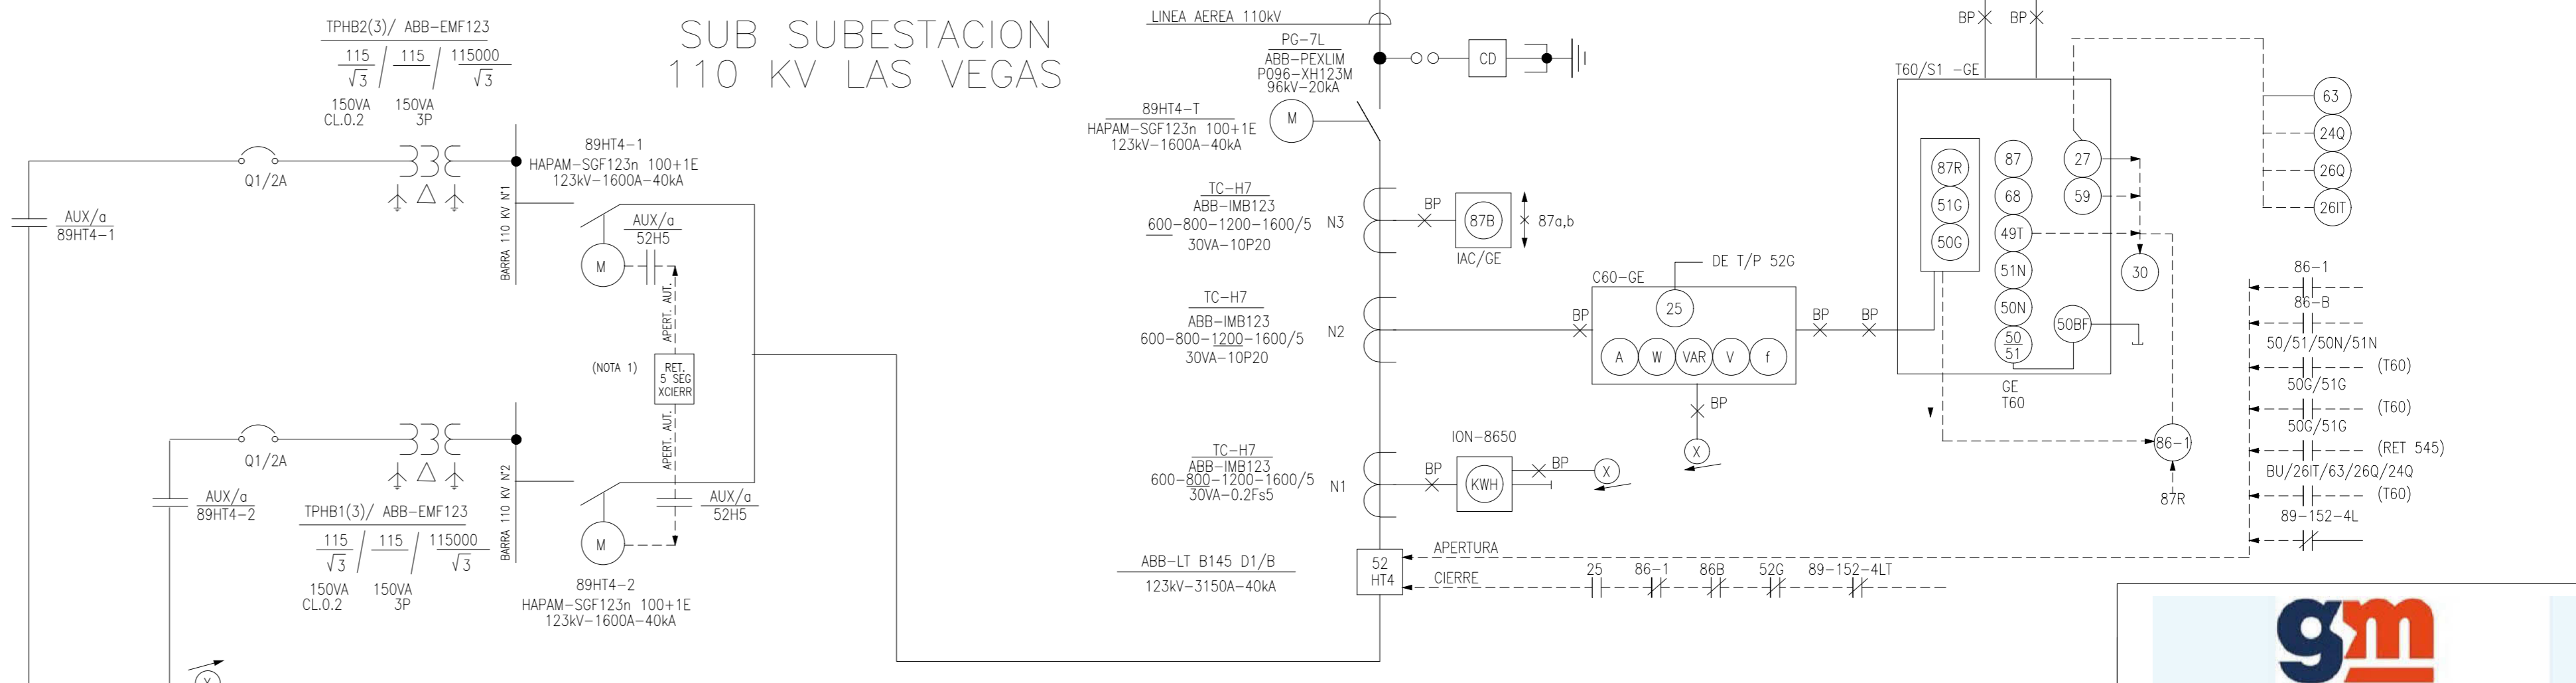 SUB SUBESTACION
110 KV LAS VEGAS
TPHB2(3)/ ABB-EMF123
115/√3 / 115 / 115000/√3
150VA 150VA
CL.0.2 3P
Q1/2A
AUX/a
89HT4-1
BARRA 110 KV N°1
89HT4-1
HAPAM-SGF123n 100+1E
123kV-1600A-40kA
M
AUX/a
52H5
APERT. AUT.
(NOTA 1)
RET.
5 SEG
XCIERR
APERT. AUT.
AUX/a
52H5
M
89HT4-2
HAPAM-SGF123n 100+1E
123kV-1600A-40kA
BARRA 110 KV N°2
Q1/2A
AUX/a
89HT4-2
TPHB1(3)/ ABB-EMF123
115/√3 / 115 / 115000/√3
150VA 150VA
CL.0.2 3P
X
LINEA AEREA 110kV
PG-7L
ABB-PEXLIM
P096-XH123M
96kV-20kA
CD
89HT4-T
HAPAM-SGF123n 100+1E
123kV-1600A-40kA
M
TC-H7
ABB-IMB123
600-800-1200-1600/5
30VA-10P20
N3
BP
87B
IAC/GE
87a,b
TC-H7
ABB-IMB123
600-800-1200-1600/5
30VA-10P20
N2
BP
C60-GE
25
DE T/P 52G
A W VAR V f
BP
X
BP BP
TC-H7
ABB-IMB123
600-800-1200-1600/5
30VA-0.2Fs5
N1
BP
ION-8650
KWH
BP
X
ABB-LT B145 D1/B
123kV-3150A-40kA
52
HT4
APERTURA
CIERRE
25 86-1 86B 52G 89-152-4LT
BP BP
T60/S1 -GE
87R
51G
50G
87
68
49T
51N
50N
50
51
27
59
50BF
GE
T60
30
86-1
87R
63
24Q
26Q
26IT
86-1
86-B
50/51/50N/51N
(T60)
50G/51G
(T60)
50G/51G
(RET 545)
BU/26IT/63/26Q/24Q
(T60)
89-152-4L
gm